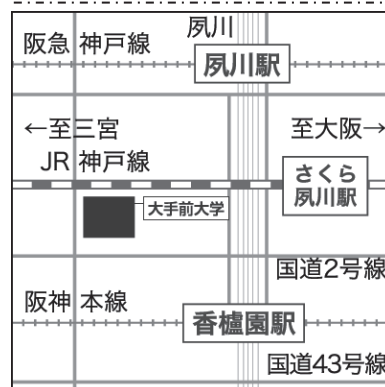 夙川
阪急 神戸線
夙川駅
←至三宮
至大阪→
JR 神戸線
さくら
夙川駅
大手前大学
国道2号線
阪神 本線
香櫨園駅
国道43号線